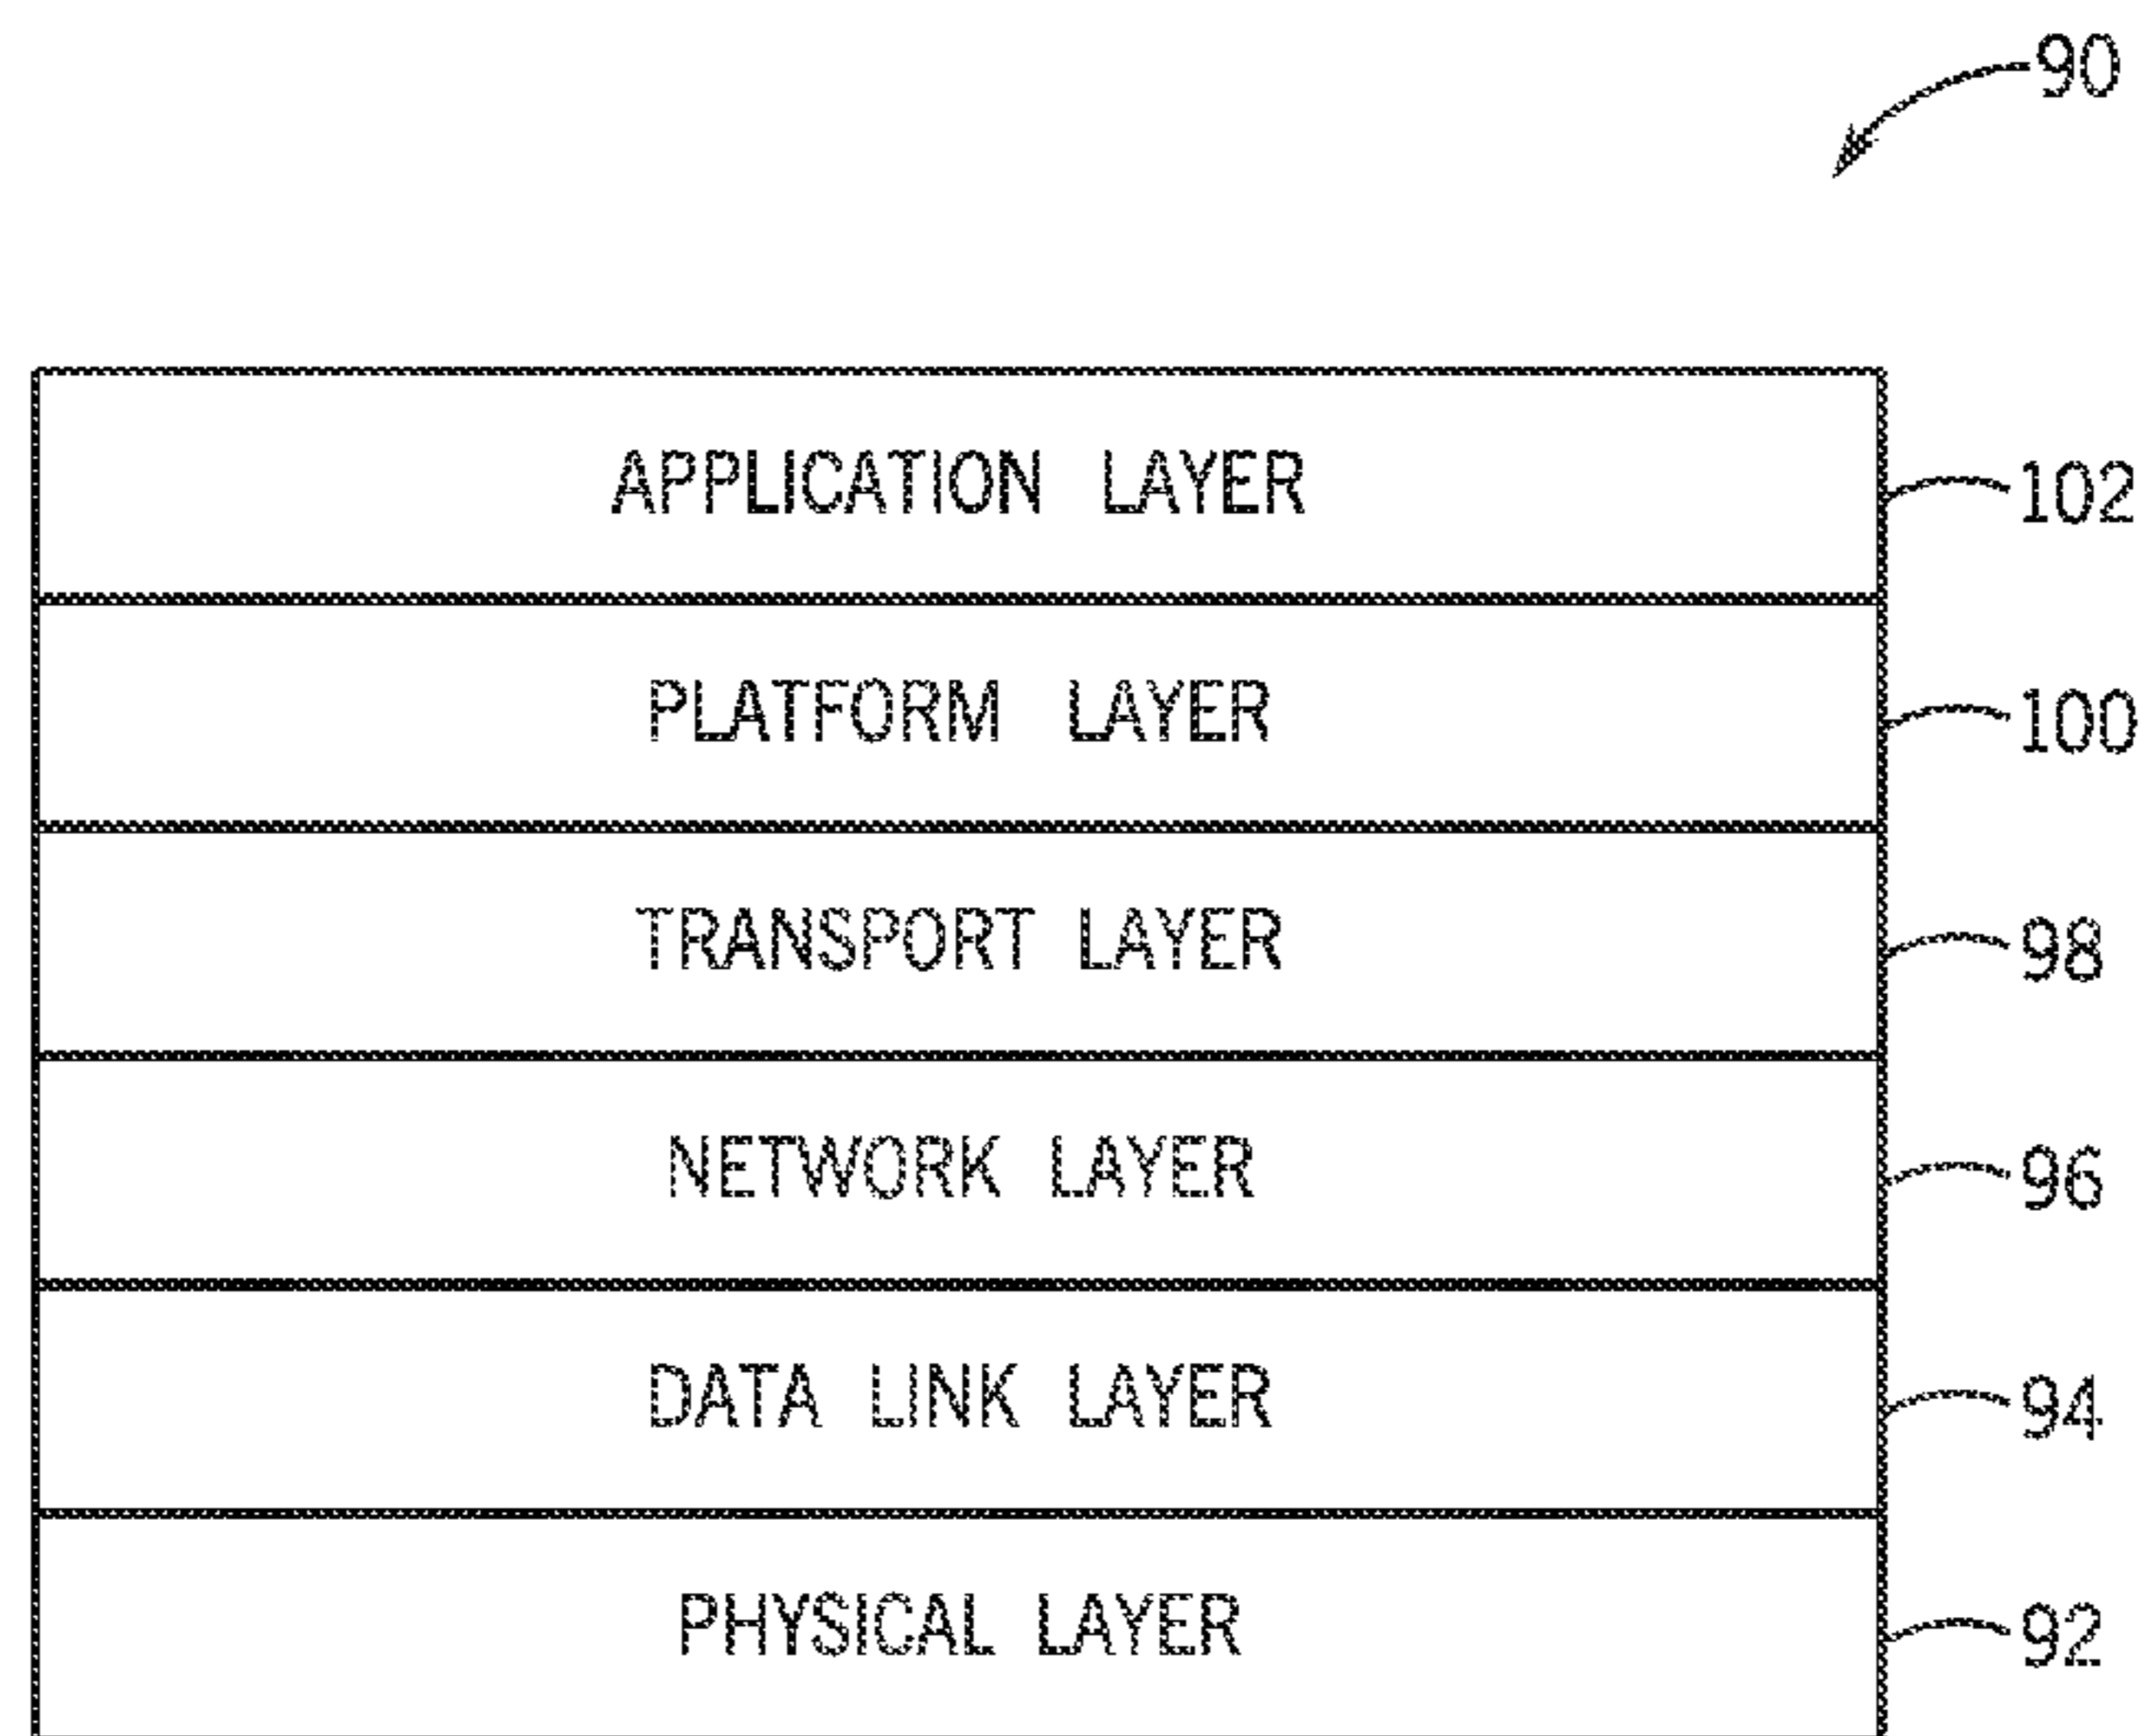 90
APPLICATION LAYER 102
PLATFORM LAYER 100
TRANSPORT LAYER 98
NETWORK LAYER 96
DATA LINK LAYER 94
PHYSICAL LAYER 92